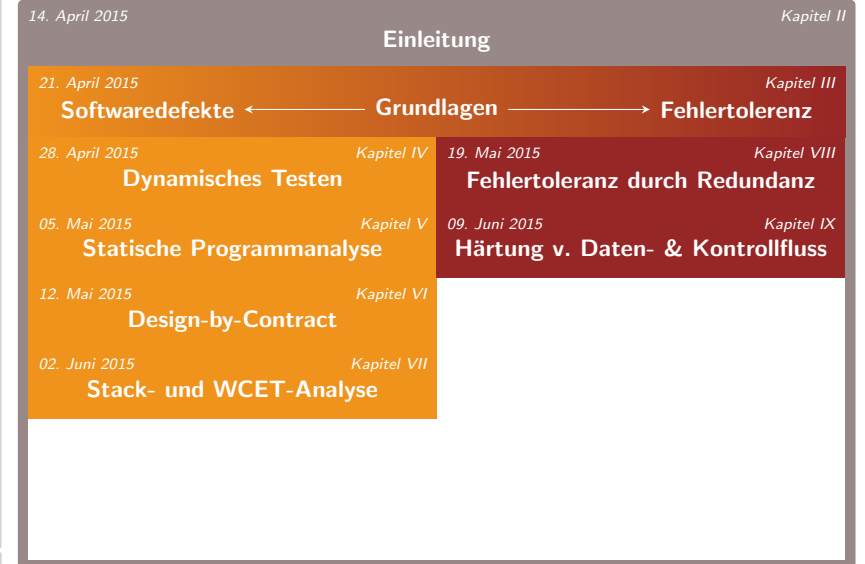 14. April 2015 Kapitel II
Einleitung
21. April 2015 Kapitel III
Softwaredefekte Grundlagen Fehlertolerenz
28. April 2015 Kapitel IV
Dynamisches Testen
19. Mai 2015 Kapitel VIII
Fehlertoleranz durch Redundanz
05. Mai 2015 Kapitel V
Statische Programmanalyse
09. Juni 2015 Kapitel IX
Härtung v. Daten- & Kontrollfluss
12. Mai 2015 Kapitel VI
Design-by-Contract
02. Juni 2015 Kapitel VII
Stack- und WCET-Analyse